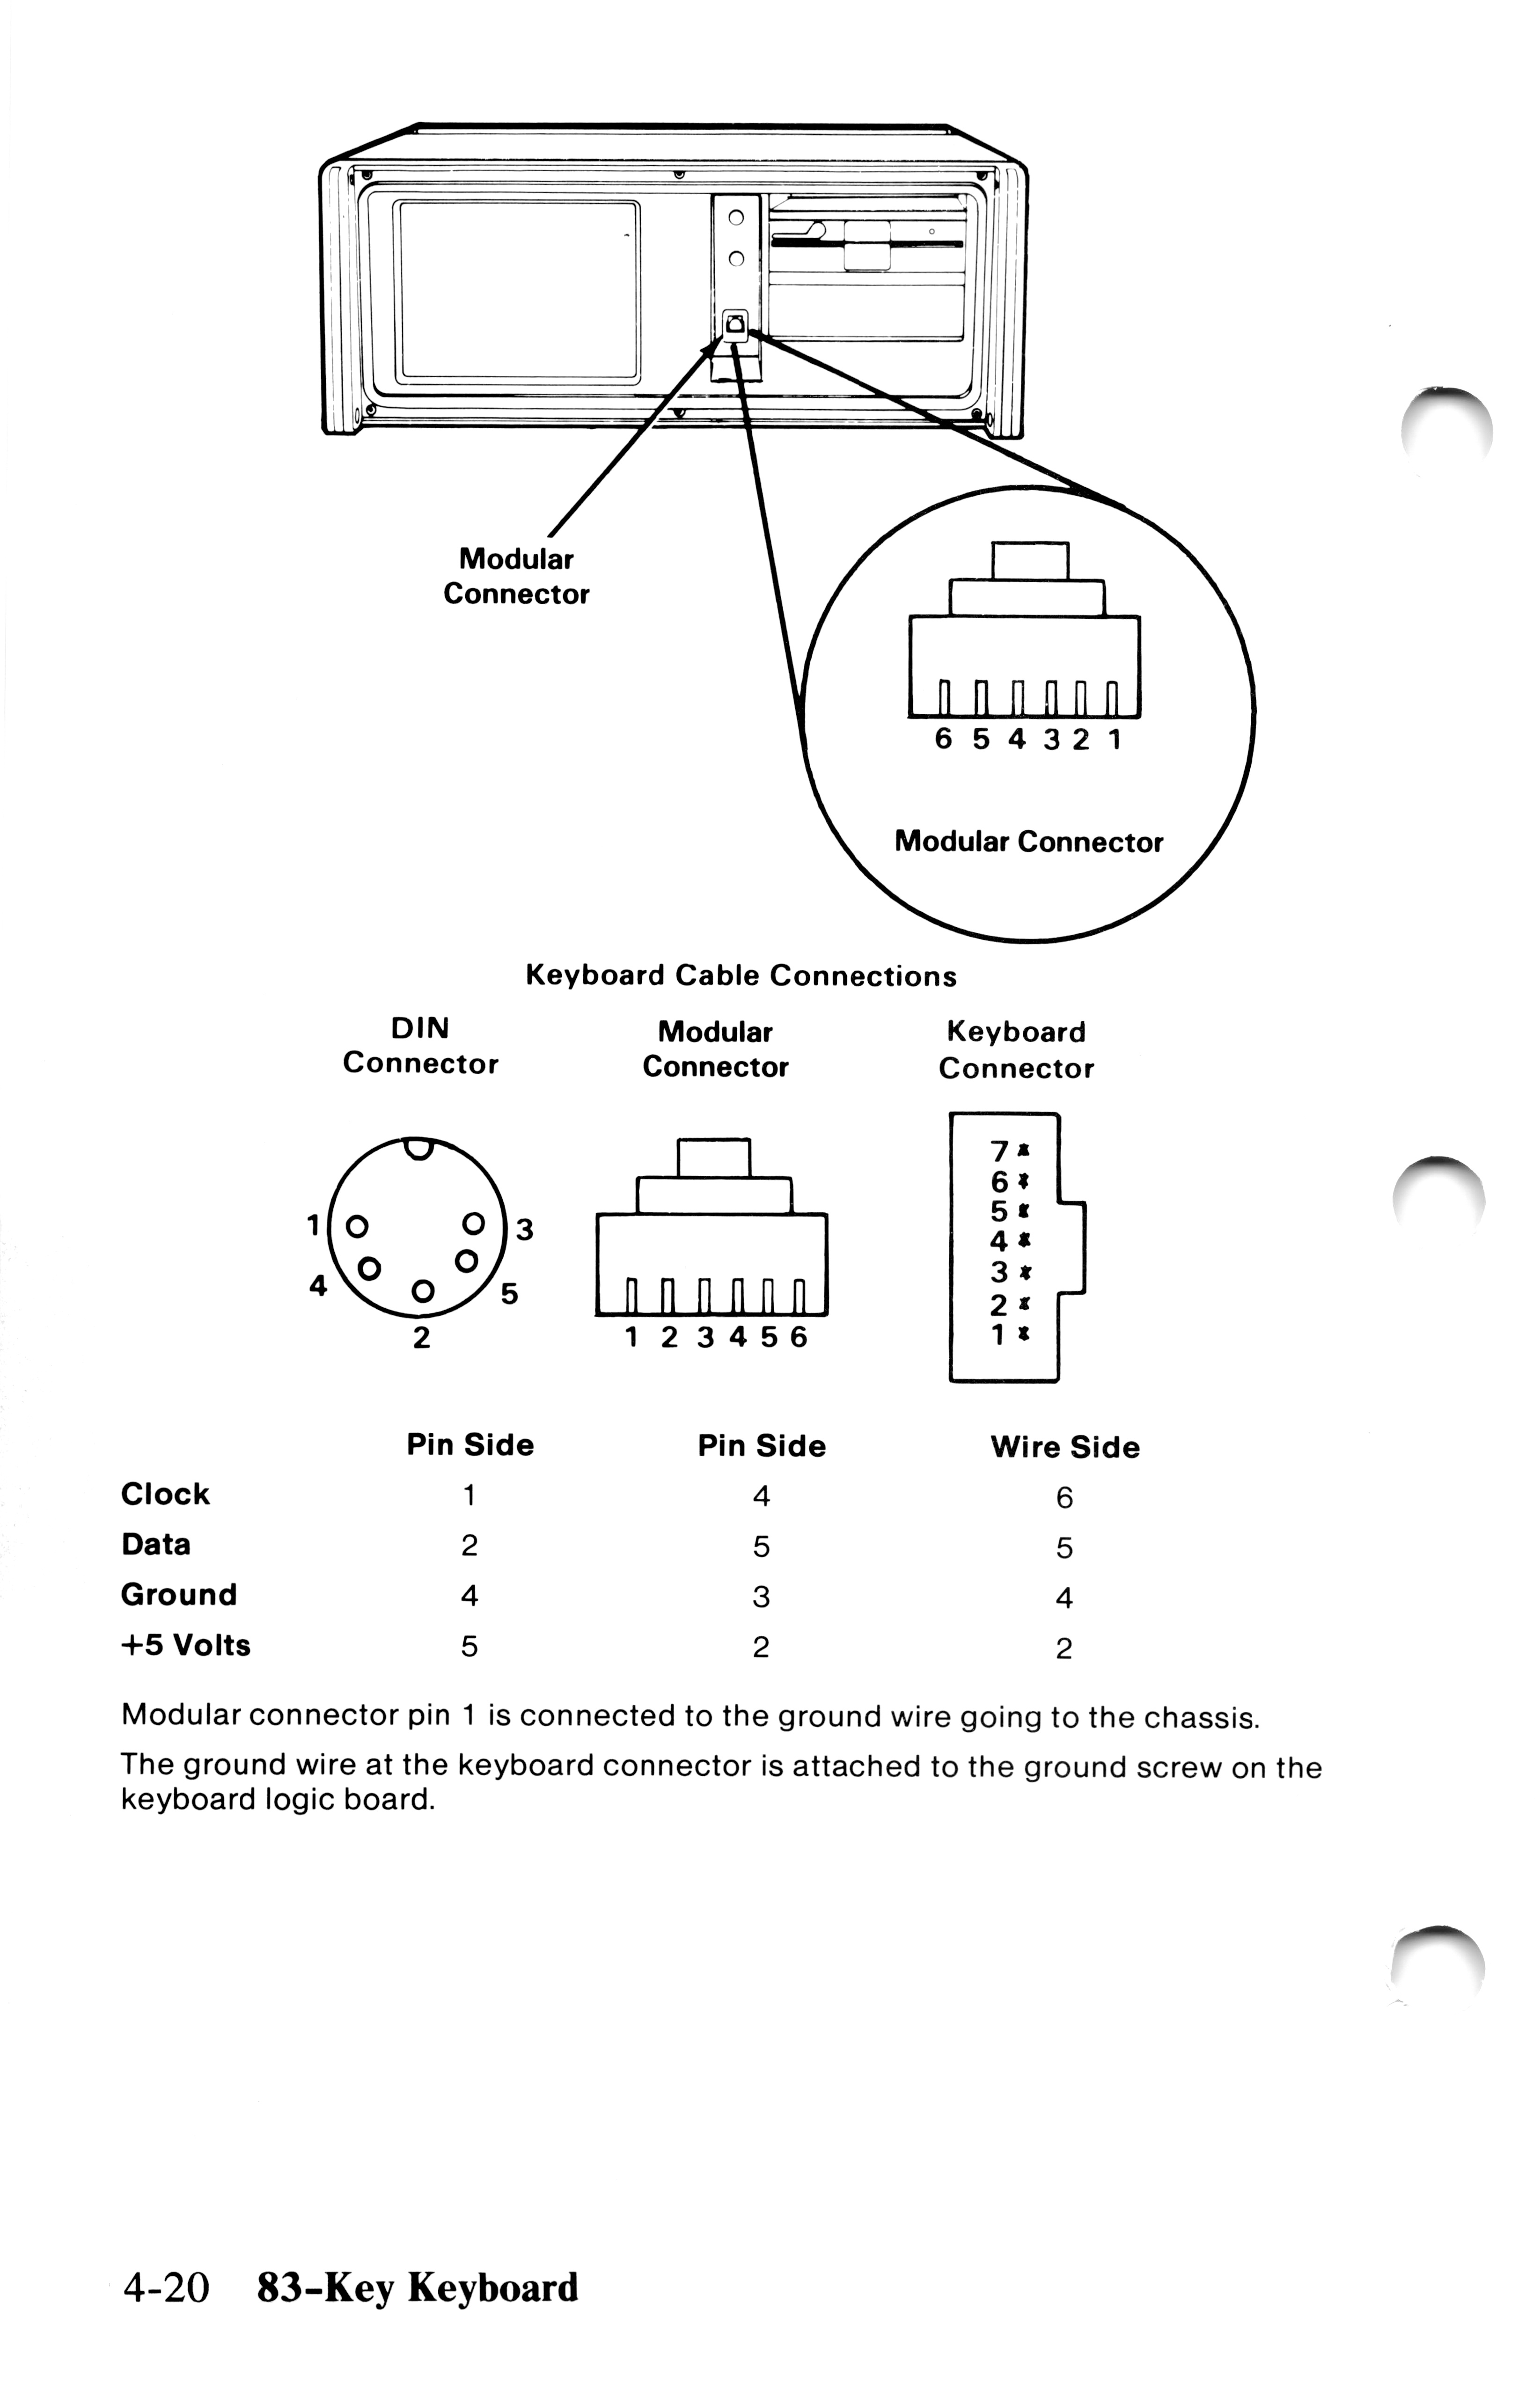 Modular
Connector
6 5 4 3 2 1
Modular Connector
Keyboard Cable Connections
DIN
Connector
Modular
Connector
Keyboard
Connector
1
3
4
5
2
1 2 3 4 5 6
7
6
5
4
3
2
1
Pin Side Pin Side Wire Side
Clock 1 4 6
Data 2 5 5
Ground 4 3 4
+5 Volts 5 2 2
Modular connector pin 1 is connected to the ground wire going to the chassis.
The ground wire at the keyboard connector is attached to the ground screw on the
keyboard logic board.
4-20 83-Key Keyboard